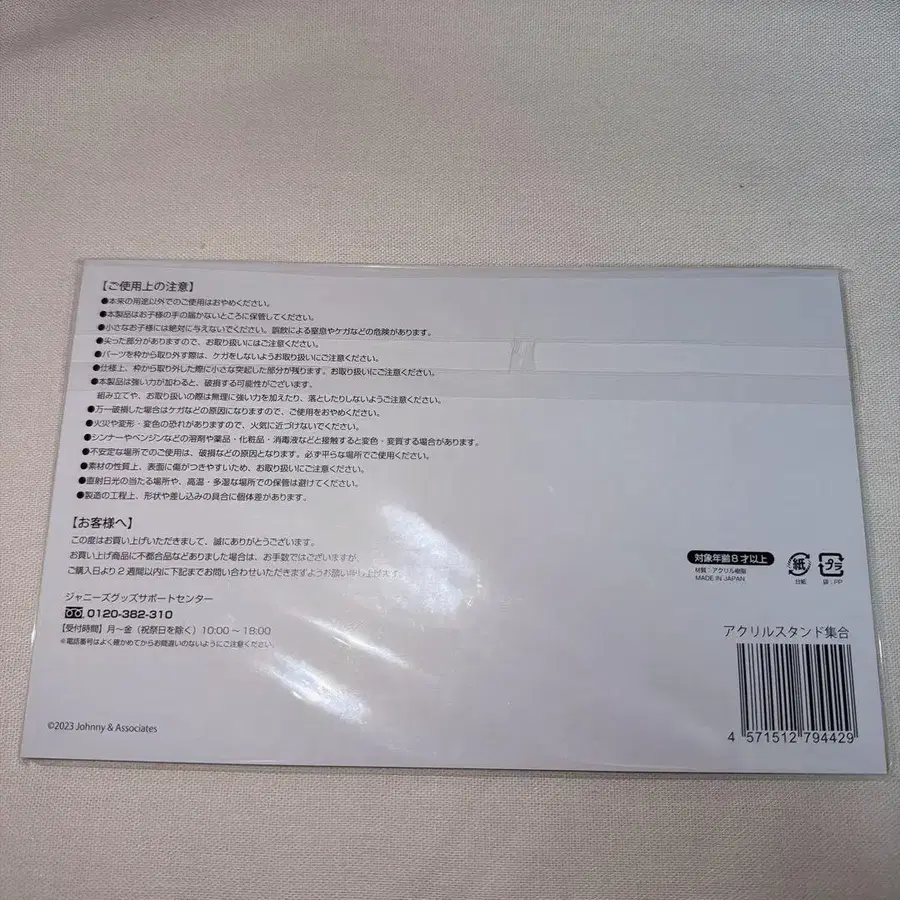 【ご使用上の注意】
●本来の用途以外でのご使用はおやめください。
●本製品はお子様の手の届かないところに保管してください。
●小さなお子様には絶対に与えないでください。誤飲による窒息やケガなどの危険があります。
●尖った部分がありますので、お取り扱いにはご注意ください。
●パーツを枠から取り外す際は、ケガをしないようお取り扱いにご注意ください。
●仕様上、枠から取り外した際に小さな突起した部分が残ります。お取り扱いにご注意ください。
●本製品は強い力が加わると、破損する可能性がございます。
組み立てや、お取り扱いの際は無理に強い力を加えたり、落としたりしないようご注意ください。
●万一破損した場合はケガなどの原因になりますので、ご使用をおやめください。
●火災や変形・変色の恐れがありますので、火気に近づけないでください。
●シンナーやベンジンなどの溶剤や薬品・化粧品・消毒液などと接触すると変色・変質する場合があります。
●不安定な場所でのご使用は、破損などの原因となります。必ず平らな場所でご使用ください。
●素材の性質上、表面に傷がつきやすいため、お取り扱いにご注意ください。
●直射日光の当たる場所や、高温・多湿な場所での保管は避けてください。
●製造の工程上、形状や差し込みの具合に個体差があります。
【お客様へ】
この度はお買い上げいただきまして、誠にありがとうございます。
お買い上げ商品に不都合品などありました場合は、お手数ではございますが、
ご購入日より2週間以内に下記までお問い合わせいただきますようお願い申し上げます。
ジャニーズグッズサポートセンター
0120-382-310
【受付時間】月～金（祝祭日を除く）10:00～18:00
※電話番号はよく確かめてからお間違いのないようにご注意ください。
©2023 Johnny & Associates
対象年齢8才以上
材質：アクリル樹脂
MADE IN JAPAN
紙
台紙
プラ
袋：PP
アクリルスタンド集合
4 571512 794429